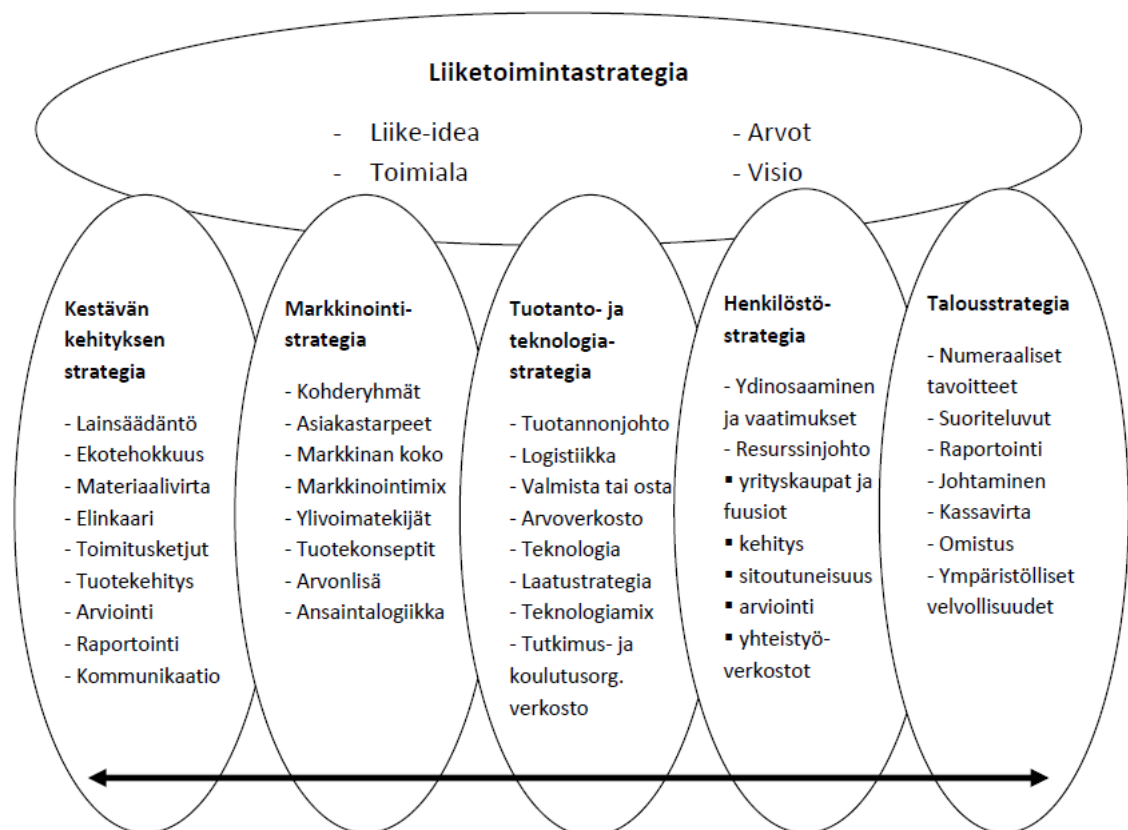 Liiketoimintastrategia
- Liike-idea
- Toimiala
- Arvot
- Visio
Kestävän
kehityksen
strategia
- Lainsäädäntö
- Ekotehokkuus
- Materiaalivirta
- Elinkaari
- Toimitusketjut
- Tuotekehitys
- Arviointi
- Raportointi
- Kommunikaatio
Markkinointi-
strategia
- Kohderyhmät
- Asiakastarpeet
- Markkinan koko
- Markkinointimix
- Ylivoimatekijät
- Tuotekonseptit
- Arvonlisä
- Ansaintalogiikka
Tuotanto- ja
teknologia-
strategia
- Tuotannonjohto
- Logistiikka
- Valmista tai osta
- Arvoverkosto
- Teknologia
- Laatustrategia
- Teknologiamix
- Tutkimus- ja
koulutusorg.
verkosto
Henkilöstö-
strategia
- Ydinosaaminen
ja vaatimukset
- Resurssinjohto
▪ yrityskaupat ja
fuusiot
▪ kehitys
▪ sitoutuneisuus
▪ arviointi
▪ yhteistyö-
verkostot
Talousstrategia
- Numeraaliset
tavoitteet
- Suoriteluvut
- Raportointi
- Johtaminen
- Kassavirta
- Omistus
- Ympäristölliset
velvollisuudet